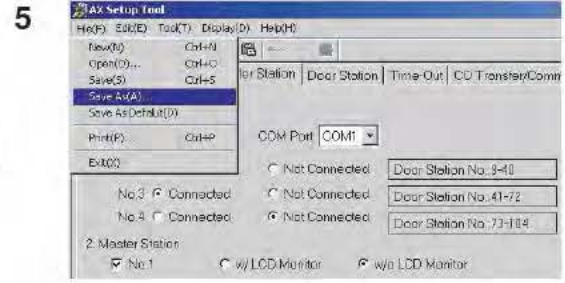 5
AX Setup Tool
File(F) Edit(E) Tool(T) Display(D) Help(H)
New(N) Ctrl+N
Open(O)... Ctrl+O
Save(S) Ctrl+S
Save As(A)...
Save As Default(D)
Print(P)... Ctrl+P
Exit(X)
Station Door Station Time-Out CO Transfer/Comm
COM Port COM1
Not Connected Door Station No.:9-40
No.3 Connected Not Connected Door Station No.:41-72
No.4 Connected Not Connected Door Station No.:73-104
2. Master Station
No.1 w/ LCD Monitor w/o LCD Monitor